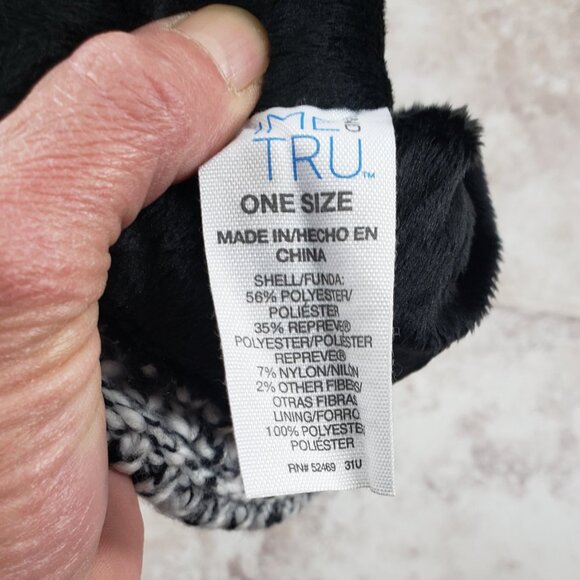 TRU™
ONE SIZE
MADE IN/HECHO EN
CHINA
SHELL/FUNDA:
56% POLYESTER/
POLIÉSTER
35% REPREVE®
POLYESTER/POLIÉSTER
REPREVE®
7% NYLON/NILÓN
2% OTHER FIBERS/
OTRAS FIBRAS
LINING/FORRO:
100% POLYESTER/
POLIÉSTER
RN# 52469 31U